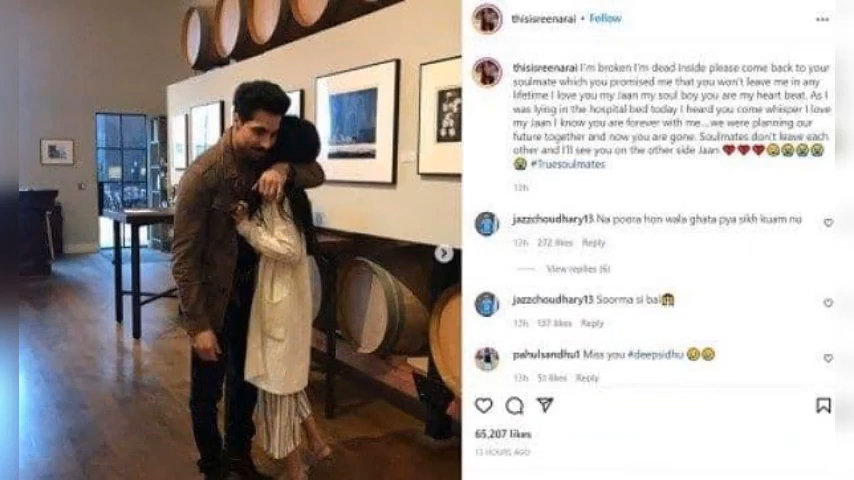 thisisreenarai • Follow
thisisreenarai I'm broken I'm dead inside please come back to your
soulmate which you promised me that you won't leave me in any
lifetime I love you my Jaan my soul boy you are my heart beat. As I
was lying in the hospital bed today I heard you come whisper I love
my Jaan I know you are forever with me....we were planning our
future together and now you are gone. Soulmates don't leave each
other and I'll see you on the other side Jaan ❤️❤️❤️😭😭😭😭
😭 #Truesoulmates
13h
jazzchoudhary13 Na poora hon wala ghata pya sikh kuam nu
13h 272 likes Reply
View replies (6)
jazzchoudhary13 Soorma si bai
13h 137 likes Reply
pahulsandhu1 Miss you #deepsidhu 😭😭
13h 51 likes Reply
65,207 likes
13 HOURS AGO